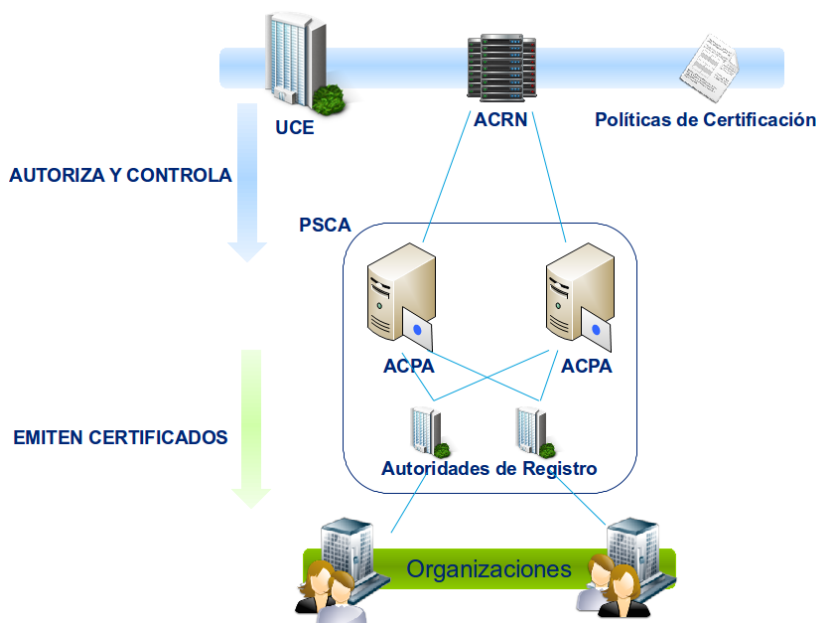 UCE
ACRN
Políticas de Certificación
AUTORIZA Y CONTROLA
PSCA
ACPA
ACPA
EMITEN CERTIFICADOS
Autoridades de Registro
Organizaciones